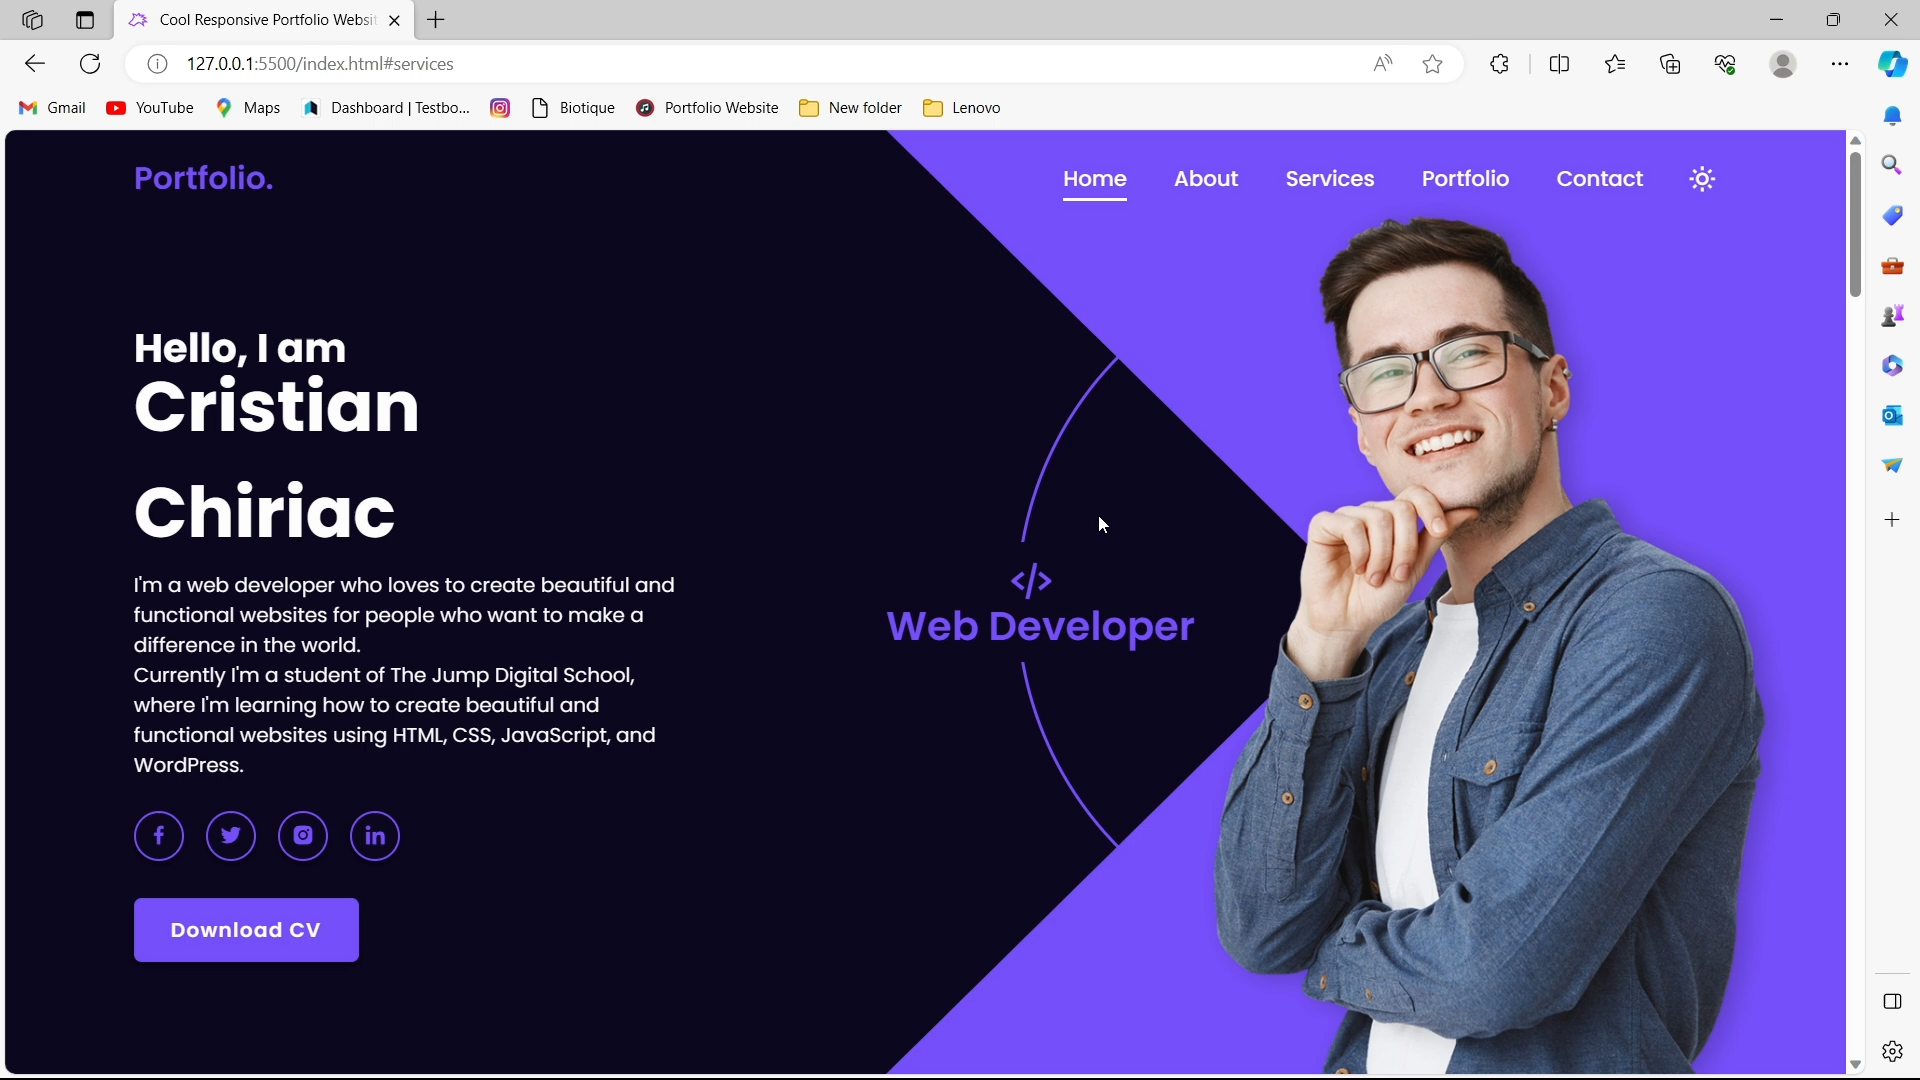 Cool Responsive Portfolio Websit
127.0.0.1:5500/index.html#services
Gmail
YouTube
Maps
Dashboard | Testbo...
Biotique
Portfolio Website
New folder
Lenovo
Portfolio.
Home
About
Services
Portfolio
Contact
Hello, I am
Cristian
Chiriac
I'm a web developer who loves to create beautiful and
functional websites for people who want to make a
difference in the world.
Currently I'm a student of The Jump Digital School,
where I'm learning how to create beautiful and
functional websites using HTML, CSS, JavaScript, and
WordPress.
</>
Web Developer
Download CV